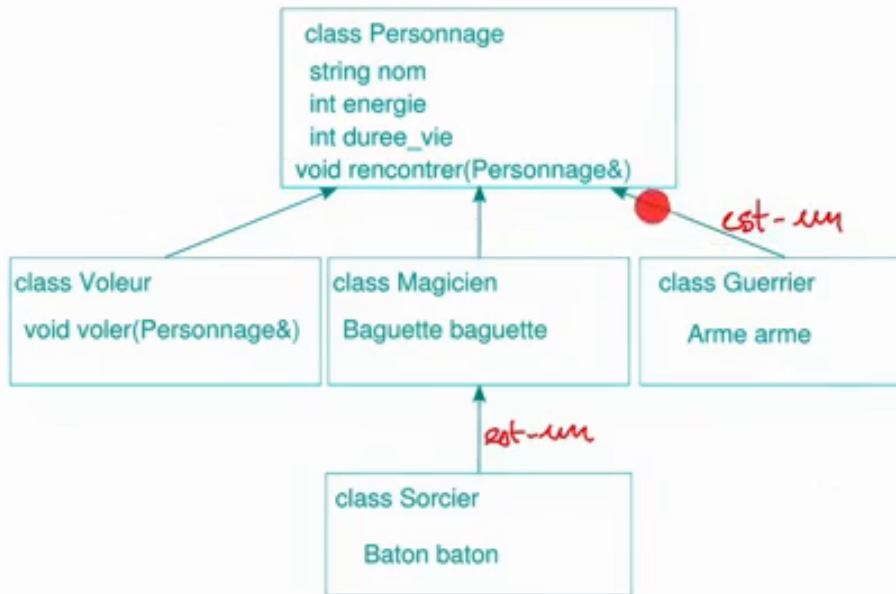 class Personnage
string nom
int energie
int duree_vie
void rencontrer(Personnage&)
est-un
class Voleur
void voler(Personnage&)
class Magicien
Baguette baguette
class Guerrier
Arme arme
est-un
class Sorcier
Baton baton